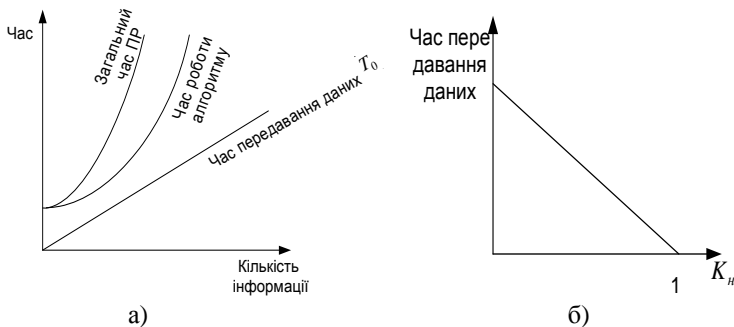 Час
Загальний
час ПР
Час роботи
алгоритму
Час передавання даних T₀
Кількість
інформації
а)
Час пере
давання
даних
1
Kн
б)